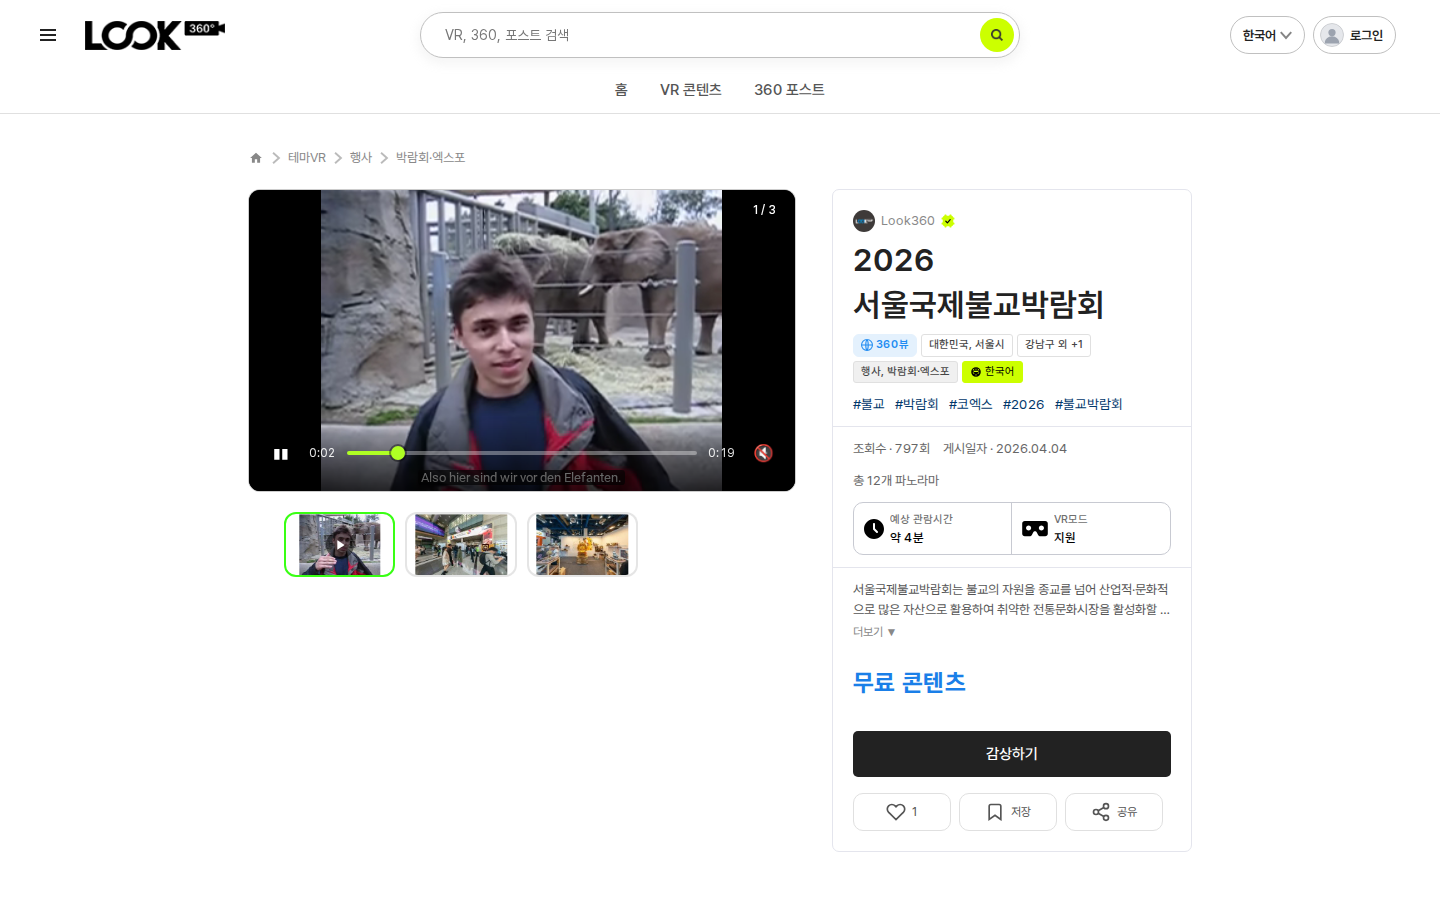 LOOK 360°
VR, 360, 포스트 검색
한국어
로그인
홈
VR 콘텐츠
360 포스트
테마VR
행사
박람회·엑스포
1 / 3
0:02
0:19
Also hier sind wir vor den Elefanten.
Look360
2026
서울국제불교박람회
360뷰
대한민국, 서울시
강남구 외 +1
행사, 박람회·엑스포
한국어
#불교 #박람회 #코엑스 #2026 #불교박람회
조회수 · 797회 게시일자 · 2026.04.04
총 12개 파노라마
예상 관람시간
약 4분
VR모드
지원
서울국제불교박람회는 불교의 자원을 종교를 넘어 산업적·문화적
으로 많은 자산으로 활용하여 취약한 전통문화시장을 활성화할 ...
더보기 ▼
무료 콘텐츠
감상하기
1
저장
공유